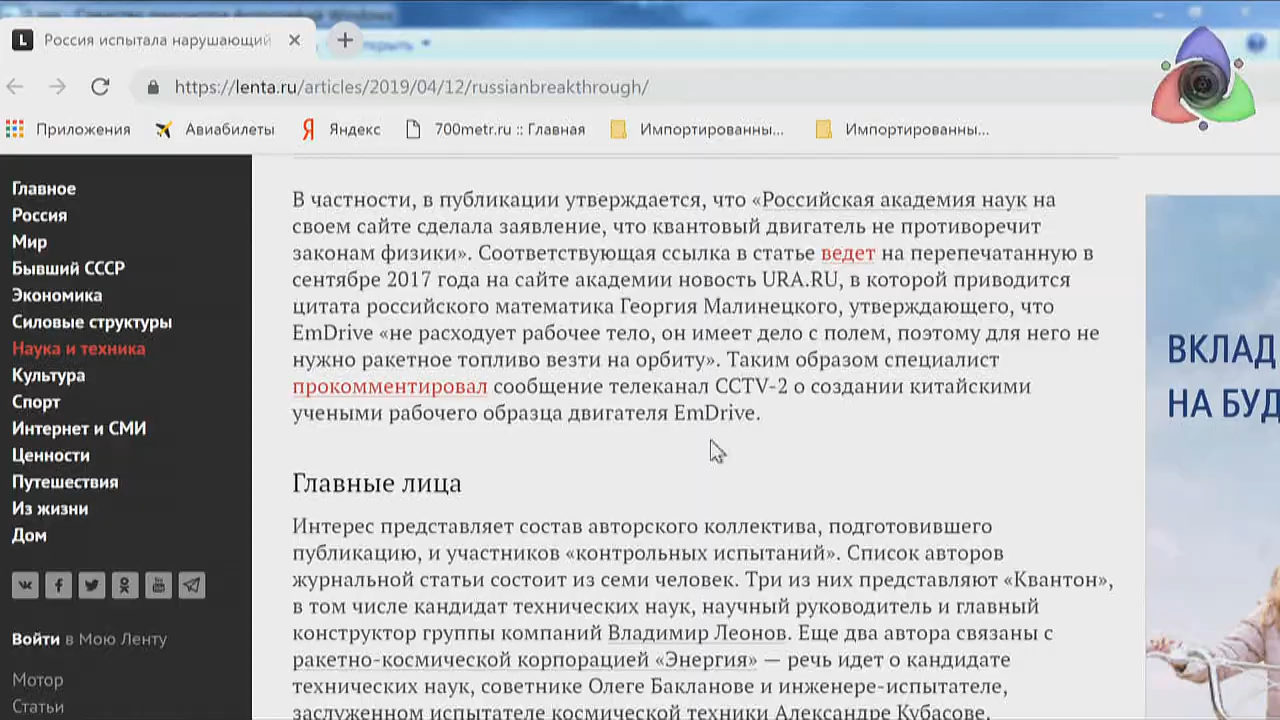 Россия испытала нарушающий
https://lenta.ru/articles/2019/04/12/russianbreakthrough/
Приложения
Авиабилеты
Яндекс
700metr.ru :: Главная
Импортированны...
Импортированны...
Главное
Россия
Мир
Бывший СССР
Экономика
Силовые структуры
Наука и техника
Культура
Спорт
Интернет и СМИ
Ценности
Путешествия
Из жизни
Дом
Войти в Мою Ленту
Мотор
Статьи
В частности, в публикации утверждается, что «Российская академия наук на
своем сайте сделала заявление, что квантовый двигатель не противоречит
законам физики». Соответствующая ссылка в статье ведет на перепечатанную в
сентябре 2017 года на сайте академии новость URA.RU, в которой приводится
цитата российского математика Георгия Малинецкого, утверждающего, что
EmDrive «не расходует рабочее тело, он имеет дело с полем, поэтому для него не
нужно ракетное топливо везти на орбиту». Таким образом специалист
прокомментировал сообщение телеканал CCTV-2 о создании китайскими
учеными рабочего образца двигателя EmDrive.
Главные лица
Интерес представляет состав авторского коллектива, подготовившего
публикацию, и участников «контрольных испытаний». Список авторов
журнальной статьи состоит из семи человек. Три из них представляют «Квантон»,
в том числе кандидат технических наук, научный руководитель и главный
конструктор группы компаний Владимир Леонов. Еще два автора связаны с
ракетно-космической корпорацией «Энергия» — речь идет о кандидате
технических наук, советнике Олеге Бакланове и инженере-испытателе,
заслуженном испытателе космической техники Александре Кубасове.
ВКЛАД
НА БУД